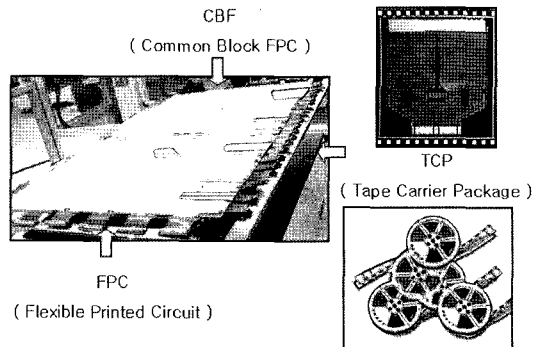 CBF
( Common Block FPC )
TCP
( Tape Carrier Package )
FPC
( Flexible Printed Circuit )